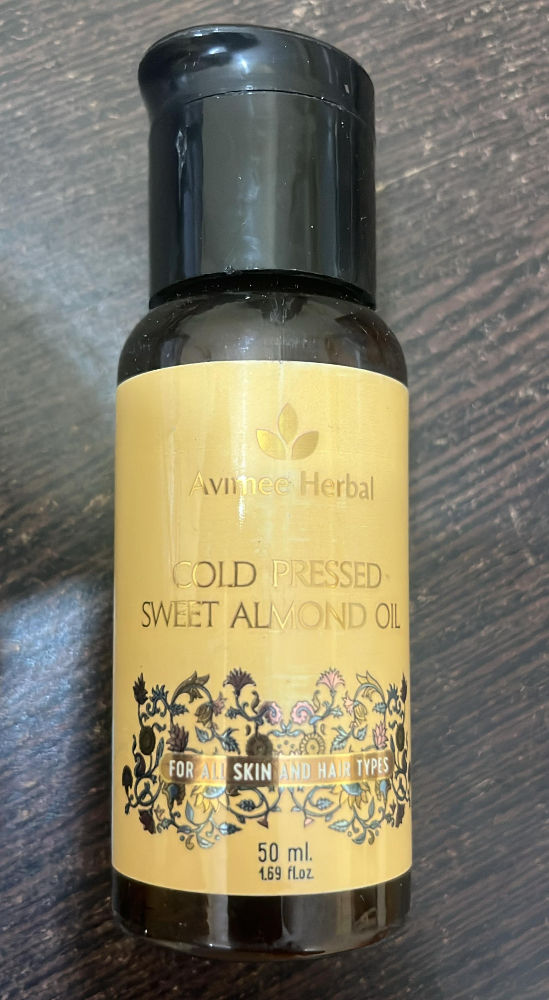 Avimee Herbal
COLD PRESSED
SWEET ALMOND OIL
FOR ALL SKIN AND HAIR TYPES
50 ml.
1.69 fl.oz.